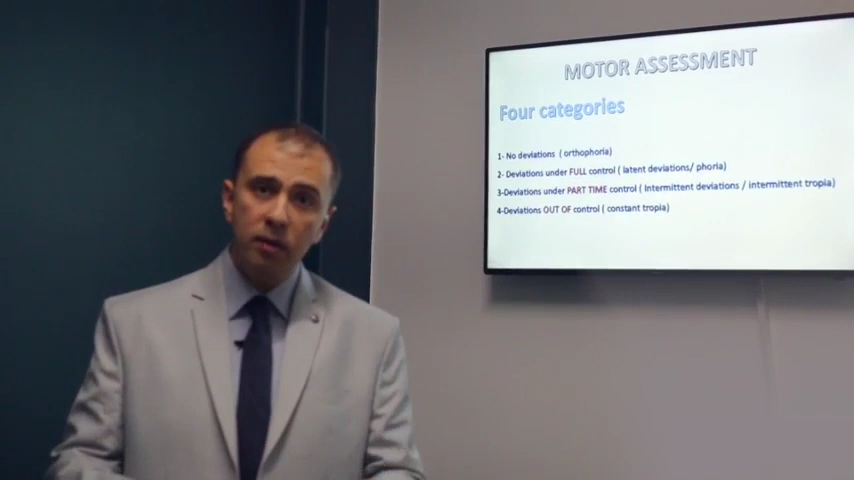 MOTOR ASSESSMENT
Four categories
1- No deviations ( orthophoria)
2- Deviations under FULL control ( latent deviations/ phoria)
3-Deviations under PART TIME control ( Intermittent deviations / intermittent tropia)
4-Deviations OUT OF control ( constant tropia)